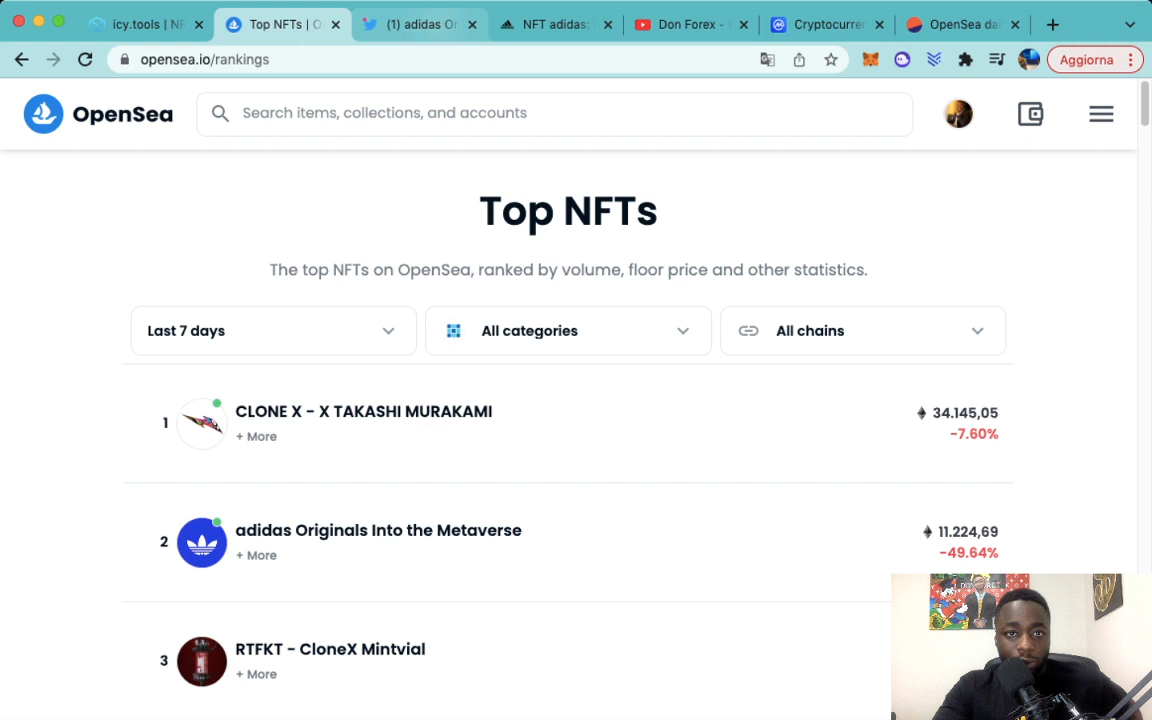 icy.tools | NF
Top NFTs | O
(1) adidas Or
NFT adidas:
Don Forex -
Cryptocurren
OpenSea dai
opensea.io/rankings
Aggiorna
OpenSea
Search items, collections, and accounts
Top NFTs
The top NFTs on OpenSea, ranked by volume, floor price and other statistics.
Last 7 days
All categories
All chains
1
CLONE X - X TAKASHI MURAKAMI
+ More
34.145,05
-7.60%
2
adidas Originals Into the Metaverse
+ More
11.224,69
-49.64%
3
RTFKT - CloneX Mintvial
+ More